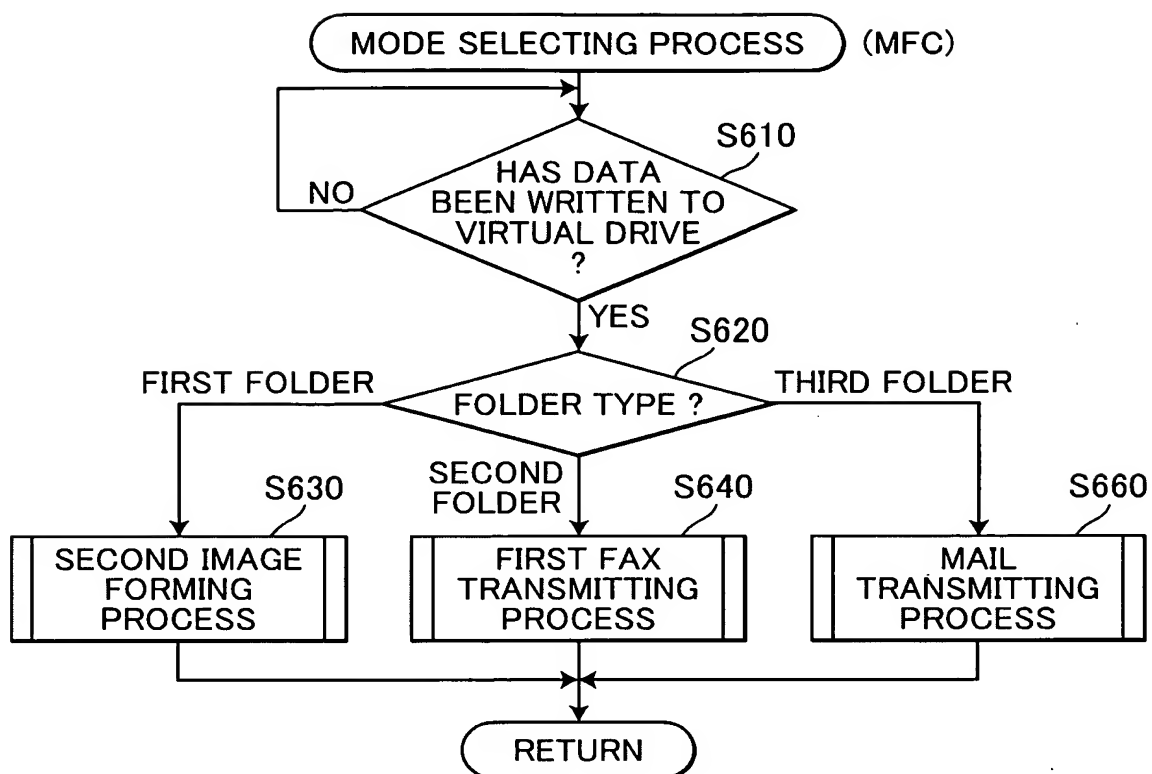 MODE SELECTING PROCESS (MFC)
S610
HAS DATA
BEEN WRITTEN TO
VIRTUAL DRIVE
?
NO
YES
S620
FIRST FOLDER
FOLDER TYPE ?
THIRD FOLDER
SECOND
FOLDER
S630
SECOND IMAGE
FORMING
PROCESS
S640
FIRST FAX
TRANSMITTING
PROCESS
S660
MAIL
TRANSMITTING
PROCESS
RETURN